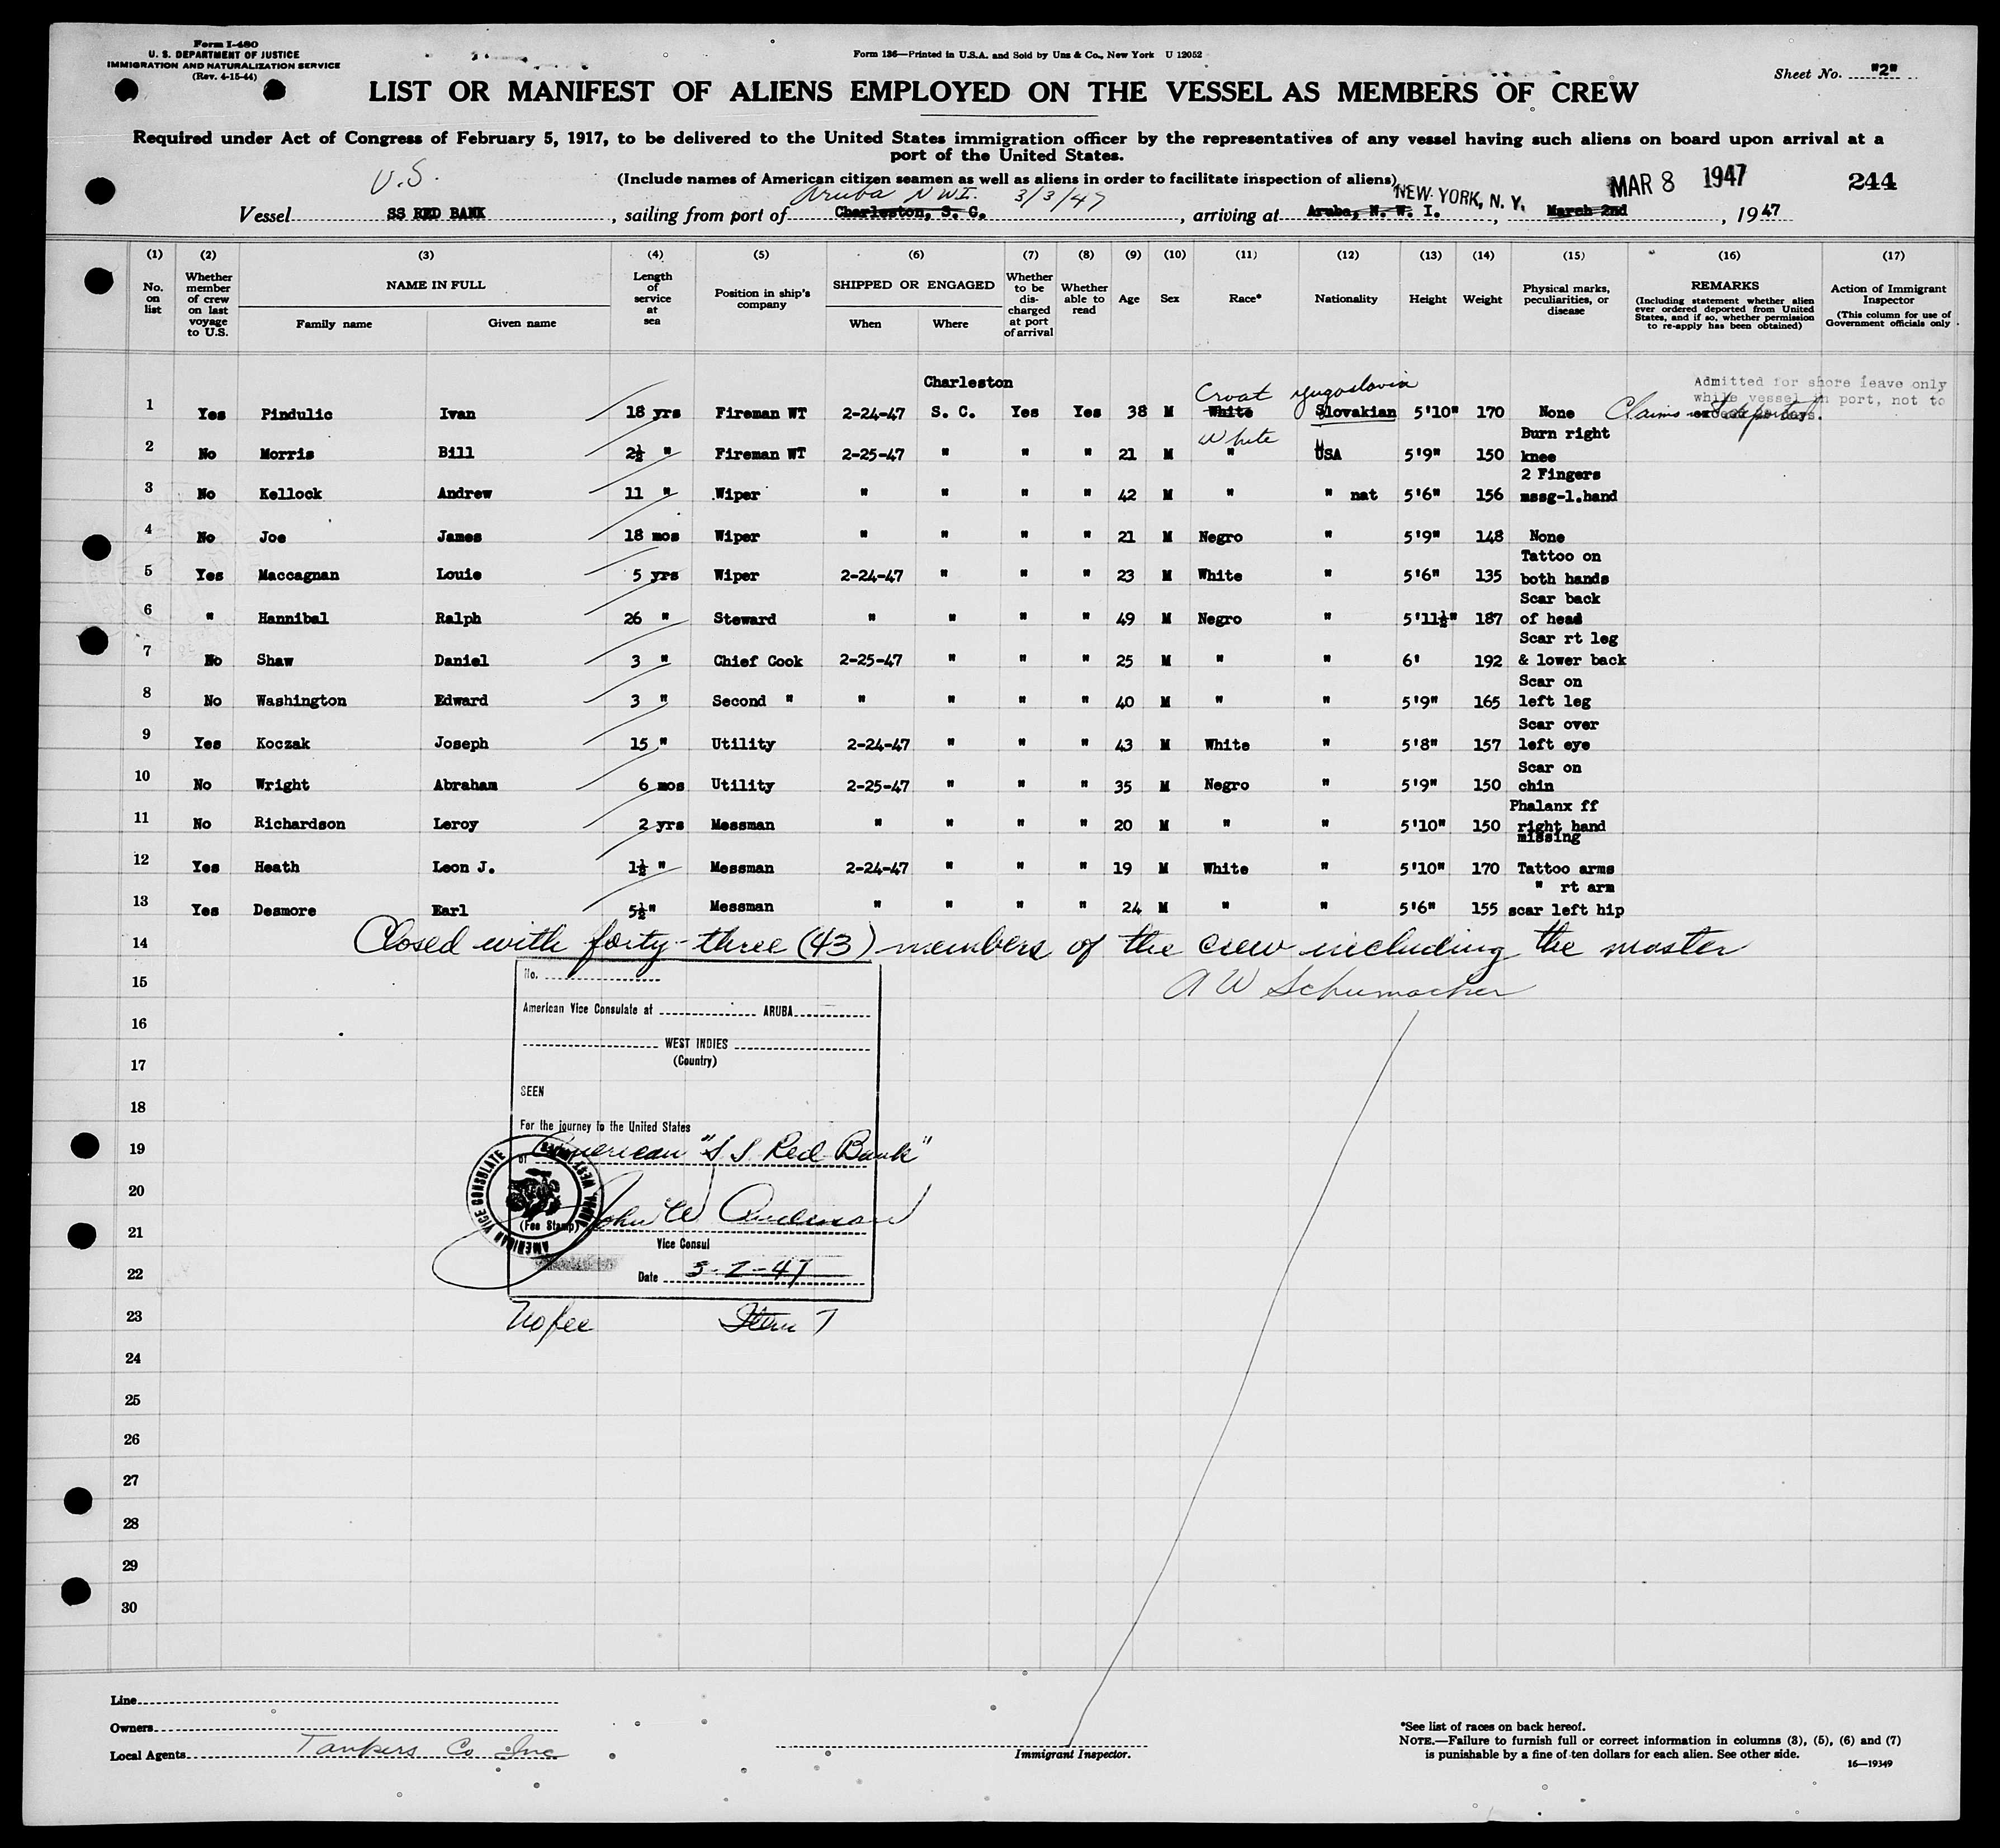 Form I-480
U. S. DEPARTMENT OF JUSTICE
IMMIGRATION AND NATURALIZATION SERVICE
(Rev. 4-15-44)
Form 136—Printed in U.S.A. and Sold by Unz & Co., New York U 12052
Sheet No. "2"
LIST OR MANIFEST OF ALIENS EMPLOYED ON THE VESSEL AS MEMBERS OF CREW
Required under Act of Congress of February 5, 1917, to be delivered to the United States immigration officer by the representatives of any vessel having such aliens on board upon arrival at a
port of the United States.
U.S. (Include names of American citizen seamen as well as aliens in order to facilitate inspection of aliens)
Aruba N W I. 3/3/47 NEW YORK, N. Y. MAR 8 1947 244
Vessel SS RED BANK, sailing from port of Charleston, S. C., arriving at Aruba, N. W. I., March 2nd, 1947
(1) (2) (3) (4) (5) (6) (7) (8) (9) (10) (11) (12) (13) (14) (15) (16) (17)
No. on list
Whether member of crew on last voyage to U.S.
NAME IN FULL
Family name Given name
Length of service at sea
Position in ship's company
SHIPPED OR ENGAGED
When Where
Whether to be discharged at port of arrival
Whether able to read
Age
Sex
Race*
Nationality
Height
Weight
Physical marks, peculiarities, or disease
REMARKS
(Including statement whether alien ever ordered deported from United States, and if so, whether permission to re-apply has been obtained)
Action of Immigrant Inspector
(This column for use of Government officials only
Charleston Croat Yugoslavia Admitted for shore leave only
while vessel in port, not to
1 Yes Pindulic Ivan 18 yrs Fireman WT 2-24-47 S. C. Yes Yes 38 M White Slovakian 5'10" 170 None Claims
White Burn right
2 No Morris Bill 2½ " Fireman WT 2-25-47 " " " 21 M " USA 5'9" 150 knee
2 Fingers
3 No Kellock Andrew 11 " Wiper " " " " 42 M " " nat 5'6" 156 mssg-l.hand
4 No Joe James 18 mos Wiper " " " " 21 M Negro " 5'9" 148 None
Tattoo on
5 Yes Maccagnan Louie 5 yrs Wiper 2-24-47 " " " 23 M White " 5'6" 135 both hands
Scar back
6 " Hannibal Ralph 26 " Steward " " " " 49 M Negro " 5'11½" 187 of head
Scar rt leg
7 No Shaw Daniel 3 " Chief Cook 2-25-47 " " " 25 M " " 6' 192 & lower back
Scar on
8 No Washington Edward 3 " Second " " " " " 40 M " " 5'9" 165 left leg
Scar over
9 Yes Koczak Joseph 15 " Utility 2-24-47 " " " 43 M White " 5'8" 157 left eye
Scar on
10 No Wright Abraham 6 mos Utility 2-25-47 " " " 35 M Negro " 5'9" 150 chin
Phalanx ff
11 No Richardson Leroy 2 yrs Messman " " " " 20 M " " 5'10" 150 right hand
missing
12 Yes Heath Leon J. 1½ " Messman 2-24-47 " " " 19 M White " 5'10" 170 Tattoo arms
" rt arm
13 Yes Desmore Earl 5½" Messman " " " " 24 M " " 5'6" 155 scar left hip
14 Closed with forty-three (43) members of the crew including the master
15 A W Schumacher
16
17
18
19
20
21
22
23
24
25
26
27
28
29
30
No.
American Vice Consulate at ARUBA
WEST INDIES
(Country)
SEEN
For the journey to the United States
of American "S S Red Bank"
AMERICAN VICE CONSULATE
(Fee Stamp)
Vice Consul
Date 3-2-47
No fee Item 7
Line
Owners
Local Agents Tankers Co Inc
Immigrant Inspector.
*See list of races on back hereof.
NOTE.—Failure to furnish full or correct information in columns (3), (5), (6) and (7)
is punishable by a fine of ten dollars for each alien. See other side.
16—19349